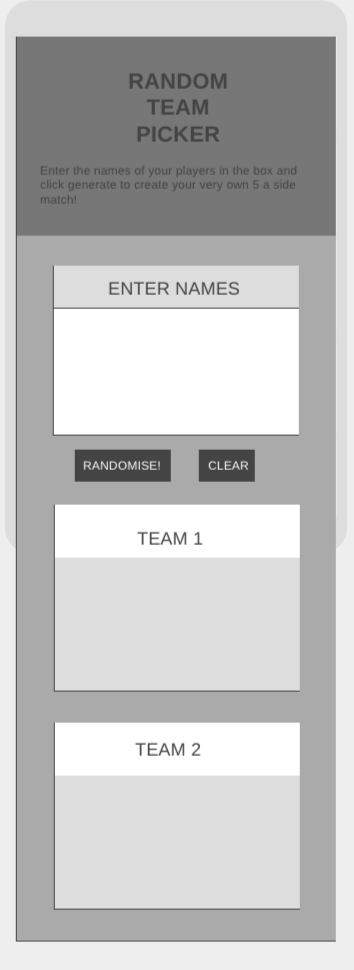 RANDOM
TEAM
PICKER
Enter the names of your players in the box and
click generate to create your very own 5 a side
match!
ENTER NAMES
RANDOMISE!
CLEAR
TEAM 1
TEAM 2